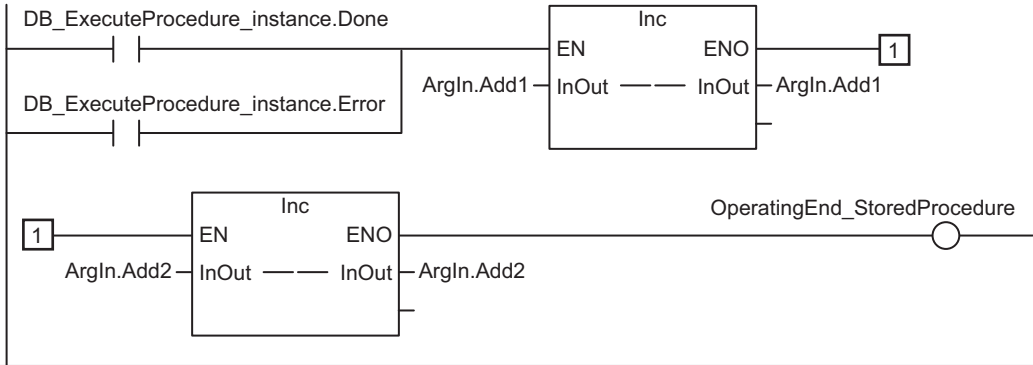 DB_ExecuteProcedure_instance.Done
Inc
EN ENO 1
ArgIn.Add1 InOut InOut ArgIn.Add1
DB_ExecuteProcedure_instance.Error
Inc
OperatingEnd_StoredProcedure
1 EN ENO
ArgIn.Add2 InOut InOut ArgIn.Add2